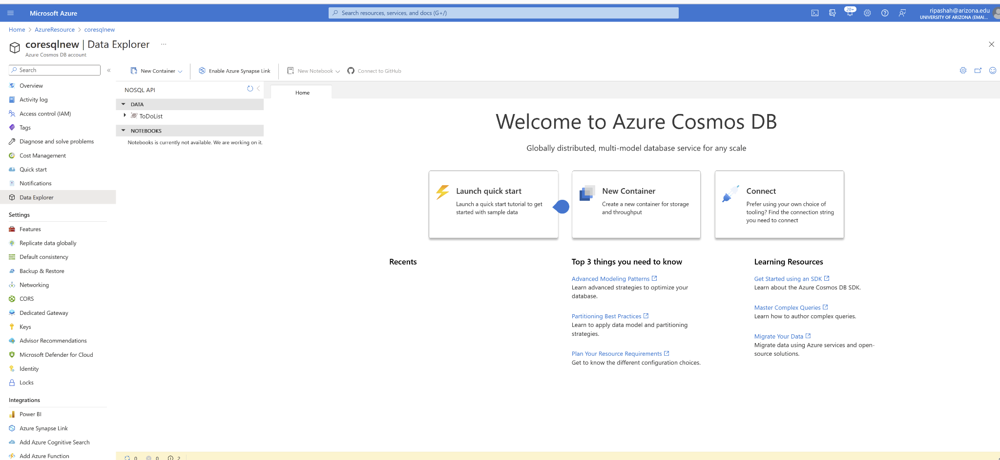 Microsoft Azure
Search resources, services, and docs (G+/)
20+
ripashah@arizona.edu
UNIVERSITY OF ARIZONA (EMAI...
Home > AzureResource > coresqlnew
coresqlnew | Data Explorer ...
Azure Cosmos DB account
Search
«
New Container
Enable Azure Synapse Link
New Notebook
Connect to GitHub
Overview
Activity log
Access control (IAM)
Tags
Diagnose and solve problems
Cost Management
Quick start
Notifications
Data Explorer
Settings
Features
Replicate data globally
Default consistency
Backup & Restore
Networking
CORS
Dedicated Gateway
Keys
Advisor Recommendations
Microsoft Defender for Cloud
Identity
Locks
Integrations
Power BI
Azure Synapse Link
Add Azure Cognitive Search
Add Azure Function
NOSQL API
DATA
ToDoList
NOTEBOOKS
Notebooks is currently not available. We are working on it.
Home
Welcome to Azure Cosmos DB
Globally distributed, multi-model database service for any scale
Launch quick start
Launch a quick start tutorial to get
started with sample data
New Container
Create a new container for storage
and throughput
Connect
Prefer using your own choice of
tooling? Find the connection string
you need to connect
Recents
Top 3 things you need to know
Advanced Modeling Patterns
Learn advanced strategies to optimize your
database.
Partitioning Best Practices
Learn to apply data model and partitioning
strategies.
Plan Your Resource Requirements
Get to know the different configuration choices.
Learning Resources
Get Started using an SDK
Learn about the Azure Cosmos DB SDK.
Master Complex Queries
Learn how to author complex queries.
Migrate Your Data
Migrate data using Azure services and open-
source solutions.
0 0 2